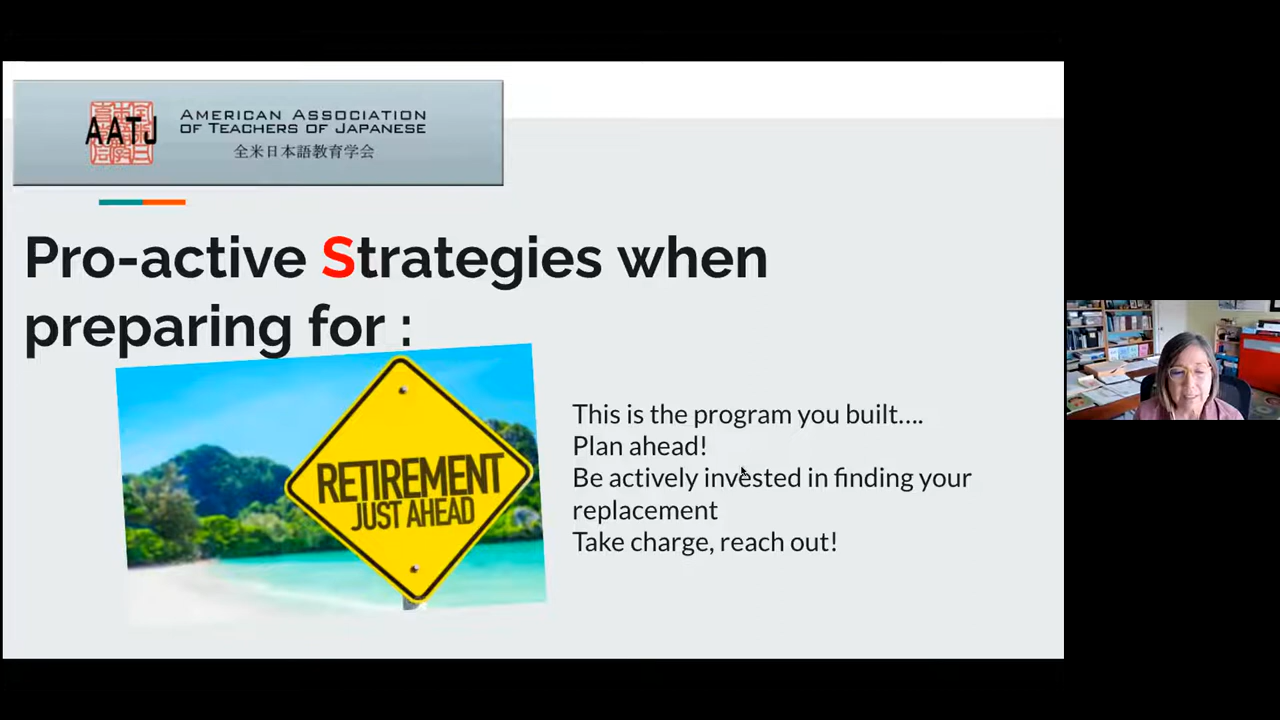 AATJ
AMERICAN ASSOCIATION
OF TEACHERS OF JAPANESE
全米日本語教育学会
Pro-active Strategies when
preparing for :
RETIREMENT
JUST AHEAD
This is the program you built....
Plan ahead!
Be actively invested in finding your
replacement
Take charge, reach out!